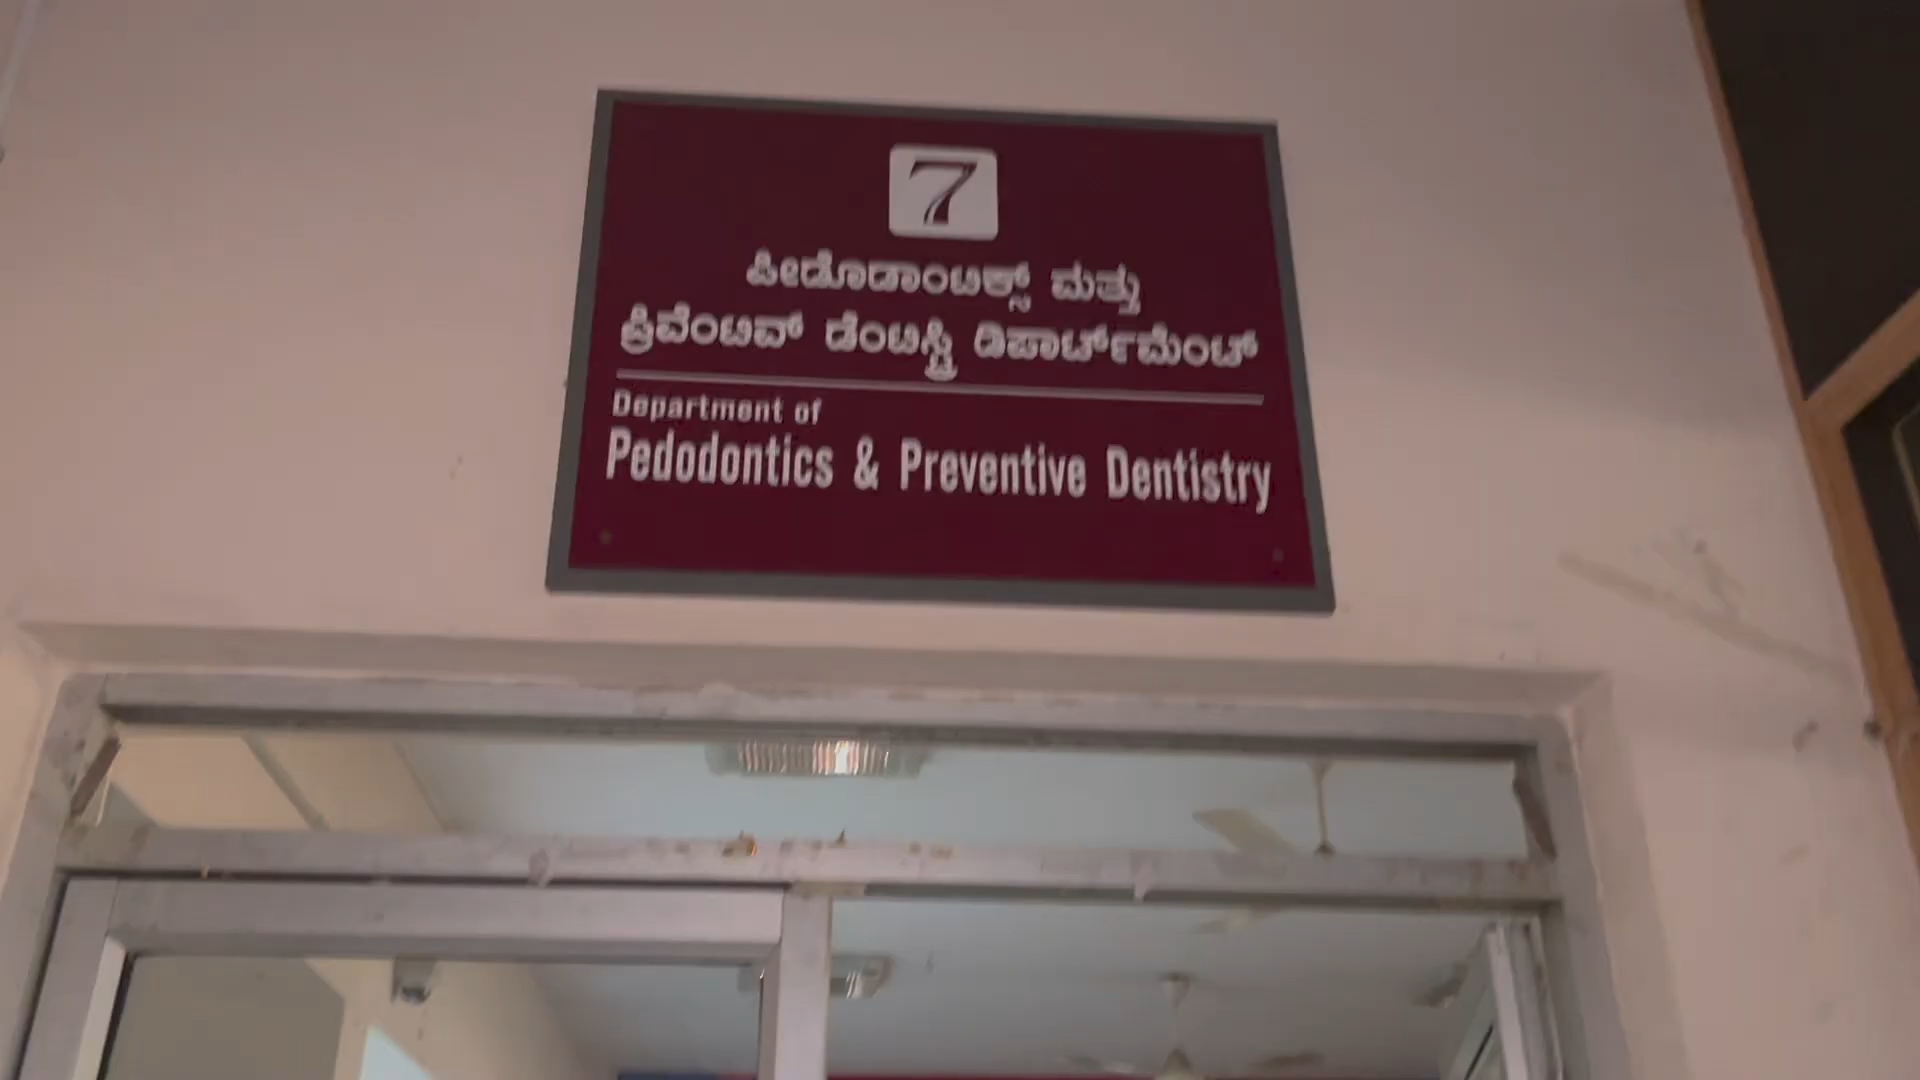 7
ಪೀಡೊಡಾಂಟಿಕ್ಸ್ ಮತ್ತು
ಪ್ರಿವೆಂಟಿವ್ ಡೆಂಟಿಸ್ಟ್ರಿ ಡಿಪಾರ್ಟ್‌ಮೆಂಟ್
Department of
Pedodontics & Preventive Dentistry